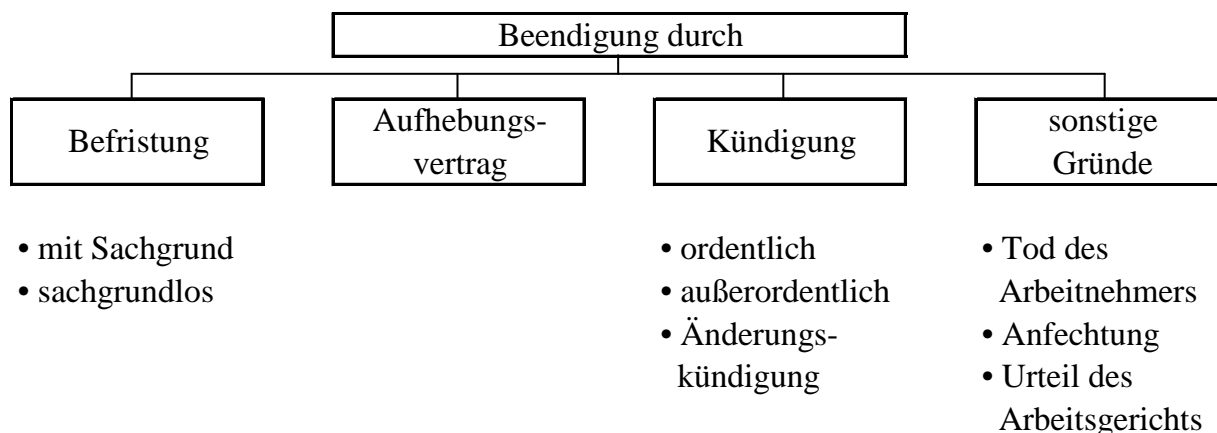 Beendigung durch
Befristung
Aufhebungs-
vertrag
Kündigung
sonstige
Gründe
• mit Sachgrund
• sachgrundlos
• ordentlich
• außerordentlich
• Änderungs-
kündigung
• Tod des
Arbeitnehmers
• Anfechtung
• Urteil des
Arbeitsgerichts